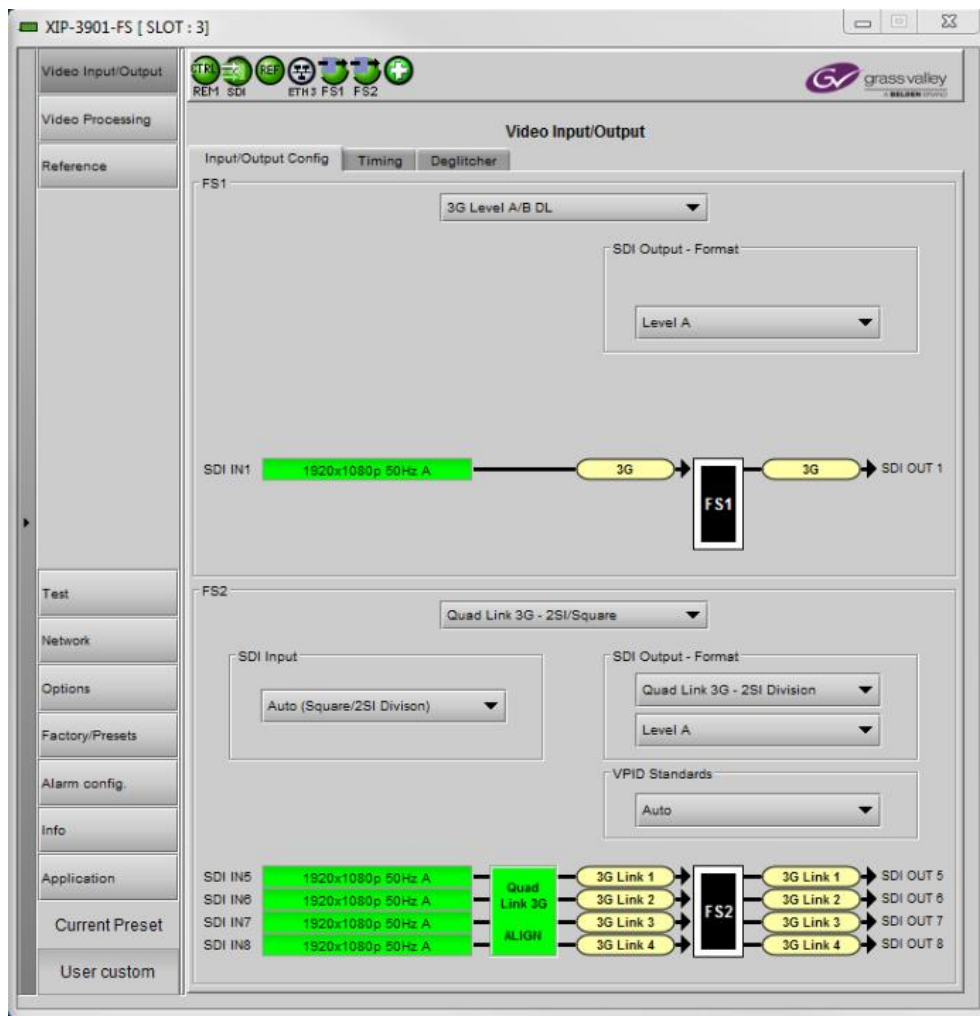 XIP-3901-FS [ SLOT : 3]
Video Input/Output
Video Processing
Reference
CTRL REF
REM SDI ETH3 FS1 FS2
GV grass valley
A BELDEN BRAND
Video Input/Output
Input/Output Config Timing Deglitcher
FS1
3G Level A/B DL
SDI Output - Format
Level A
SDI IN1 1920x1080p 50Hz A 3G FS1 3G SDI OUT 1
Test
Network
Options
Factory/Presets
Alarm config.
Info
Application
Current Preset
User custom
FS2
Quad Link 3G - 2SI/Square
SDI Input
Auto (Square/2SI Divison)
SDI Output - Format
Quad Link 3G - 2SI Division
Level A
VPID Standards
Auto
SDI IN5 1920x1080p 50Hz A 3G Link 1 3G Link 1 SDI OUT 5
SDI IN6 1920x1080p 50Hz A 3G Link 2 3G Link 2 SDI OUT 6
SDI IN7 1920x1080p 50Hz A 3G Link 3 3G Link 3 SDI OUT 7
SDI IN8 1920x1080p 50Hz A 3G Link 4 3G Link 4 SDI OUT 8
Quad
Link 3G
ALIGN
FS2